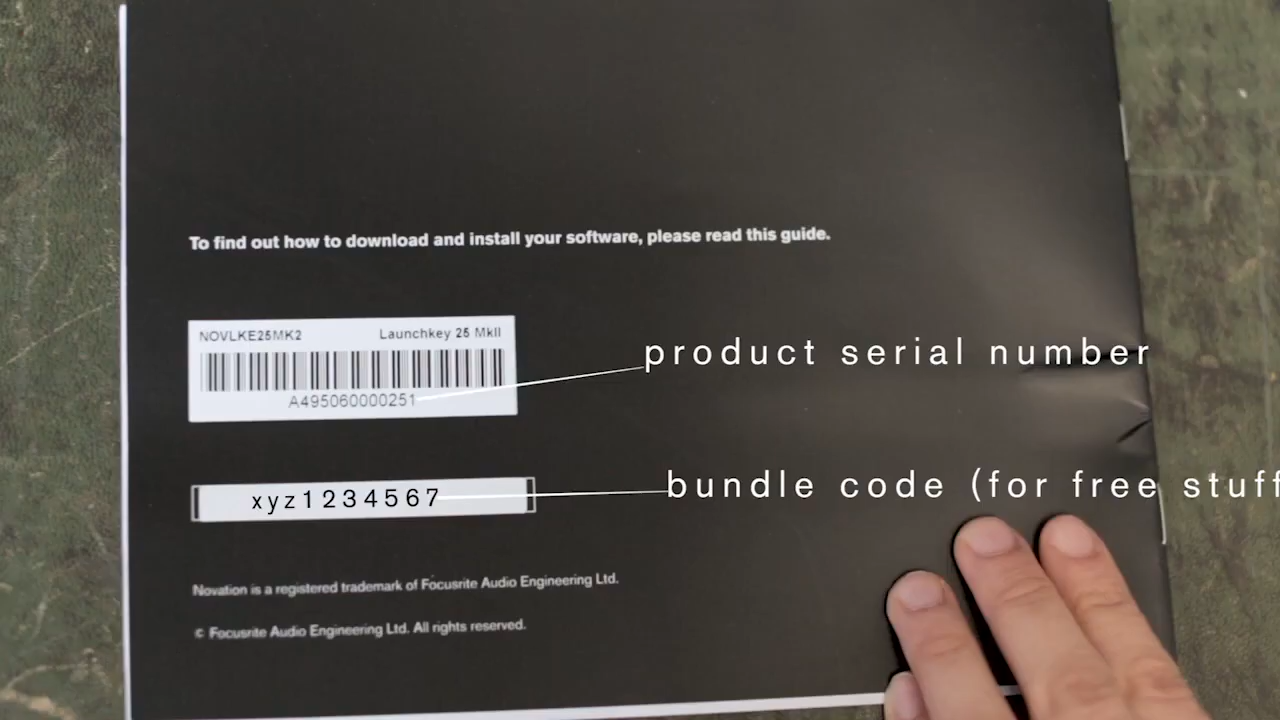 To find out how to download and install your software, please read this guide.
NOVLKE25MK2 Launchkey 25 MkII
A495060000251
product serial number
xyz1234567
bundle code (for free stuff
Novation is a registered trademark of Focusrite Audio Engineering Ltd.
© Focusrite Audio Engineering Ltd. All rights reserved.